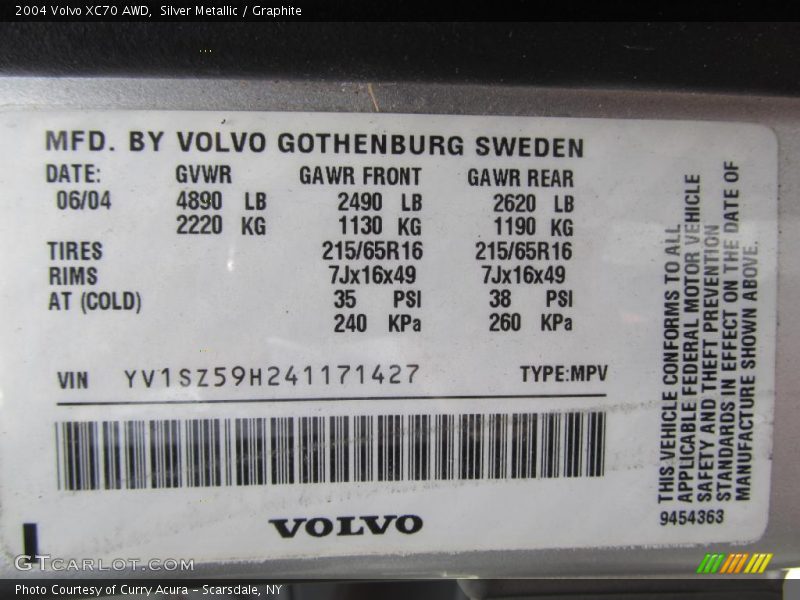 2004 Volvo XC70 AWD, Silver Metallic / Graphite
MFD. BY VOLVO GOTHENBURG SWEDEN
DATE: GVWR GAWR FRONT GAWR REAR
06/04 4890 LB 2490 LB 2620 LB
2220 KG 1130 KG 1190 KG
TIRES 215/65R16 215/65R16
RIMS 7Jx16x49 7Jx16x49
AT (COLD) 35 PSI 38 PSI
240 KPa 260 KPa
VIN YV1SZ59H241171427 TYPE:MPV
VOLVO
THIS VEHICLE CONFORMS TO ALL
APPLICABLE FEDERAL MOTOR VEHICLE
SAFETY AND THEFT PREVENTION
STANDARDS IN EFFECT ON THE DATE OF
MANUFACTURE SHOWN ABOVE.
9454363
GTcarlot.com
Photo Courtesy of Curry Acura - Scarsdale, NY